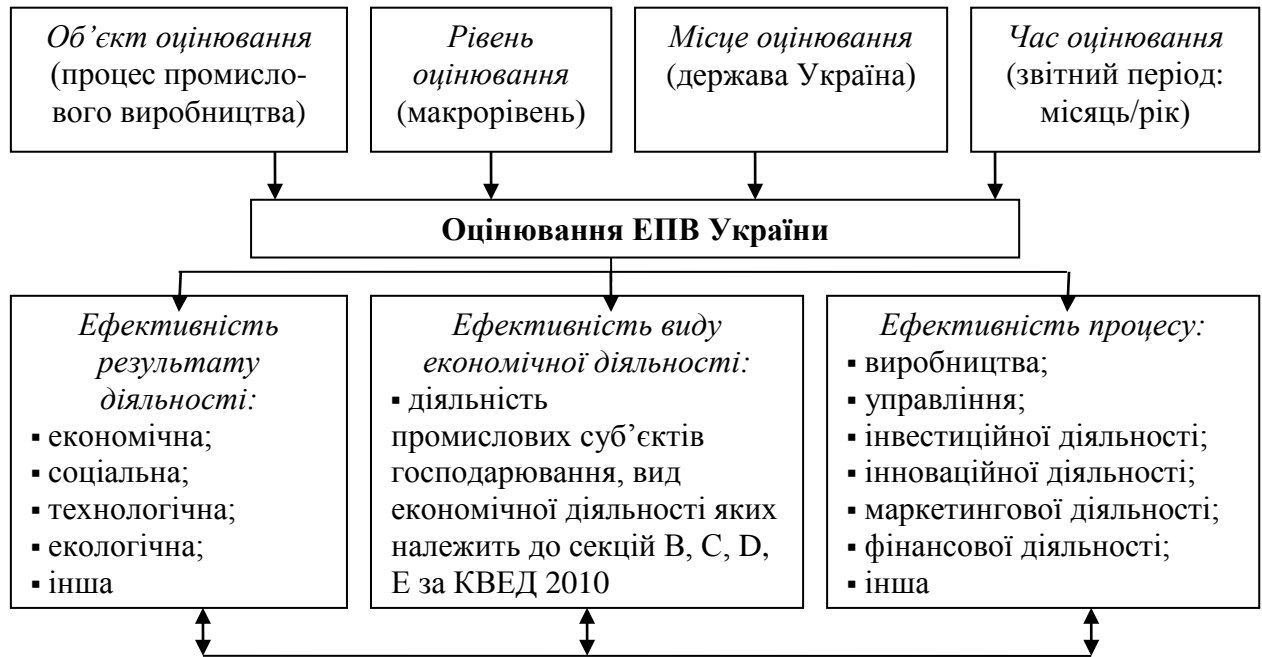 Об’єкт оцінювання
(процес промисло-
вого виробництва)
Рівень
оцінювання
(макрорівень)
Місце оцінювання
(держава Україна)
Час оцінювання
(звітний період:
місяць/рік)
Оцінювання ЕПВ України
Ефективність
результату
діяльності:
▪ економічна;
▪ соціальна;
▪ технологічна;
▪ екологічна;
▪ інша
Ефективність виду
економічної діяльності:
▪ діяльність
промислових суб’єктів
господарювання, вид
економічної діяльності яких
належить до секцій B, C, D,
E за КВЕД 2010
Ефективність процесу:
▪ виробництва;
▪ управління;
▪ інвестиційної діяльності;
▪ інноваційної діяльності;
▪ маркетингової діяльності;
▪ фінансової діяльності;
▪ інша